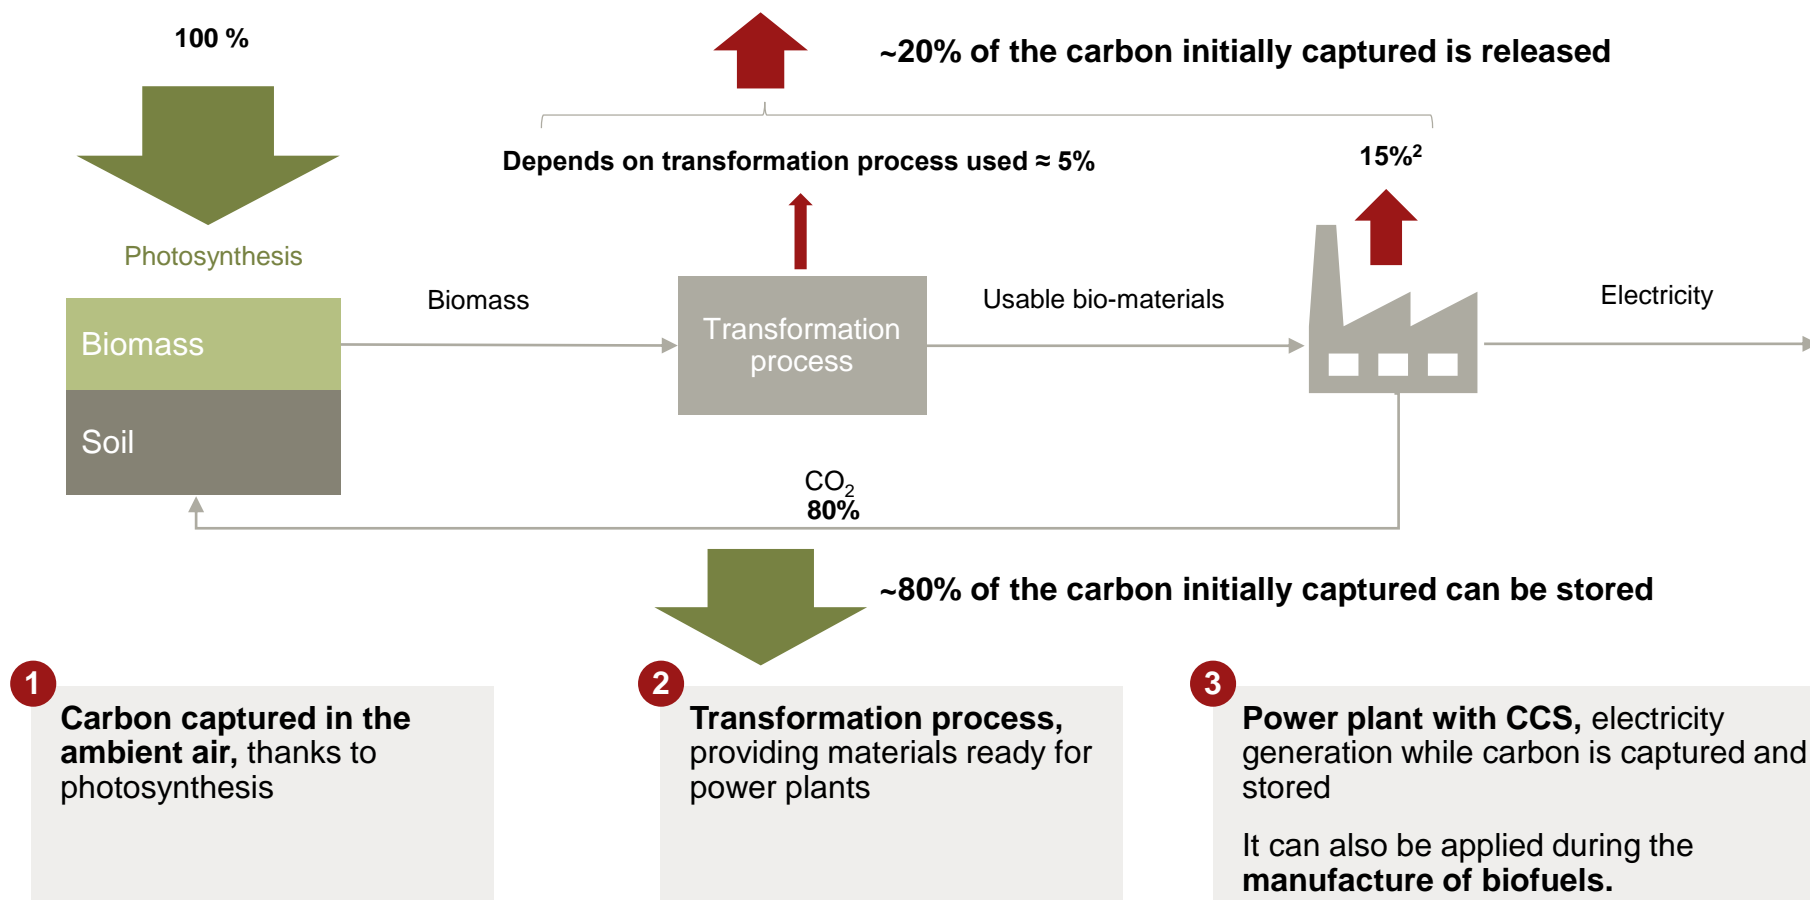 100 %
~20% of the carbon initially captured is released
Depends on transformation process used ≈ 5%
15%²
Photosynthesis
Biomass
Usable bio-materials
Electricity
Biomass
Transformation
process
Soil
CO₂
80%
~80% of the carbon initially captured can be stored
1
Carbon captured in the
ambient air, thanks to
photosynthesis
2
Transformation process,
providing materials ready for
power plants
3
Power plant with CCS, electricity
generation while carbon is captured and
stored
It can also be applied during the
manufacture of biofuels.